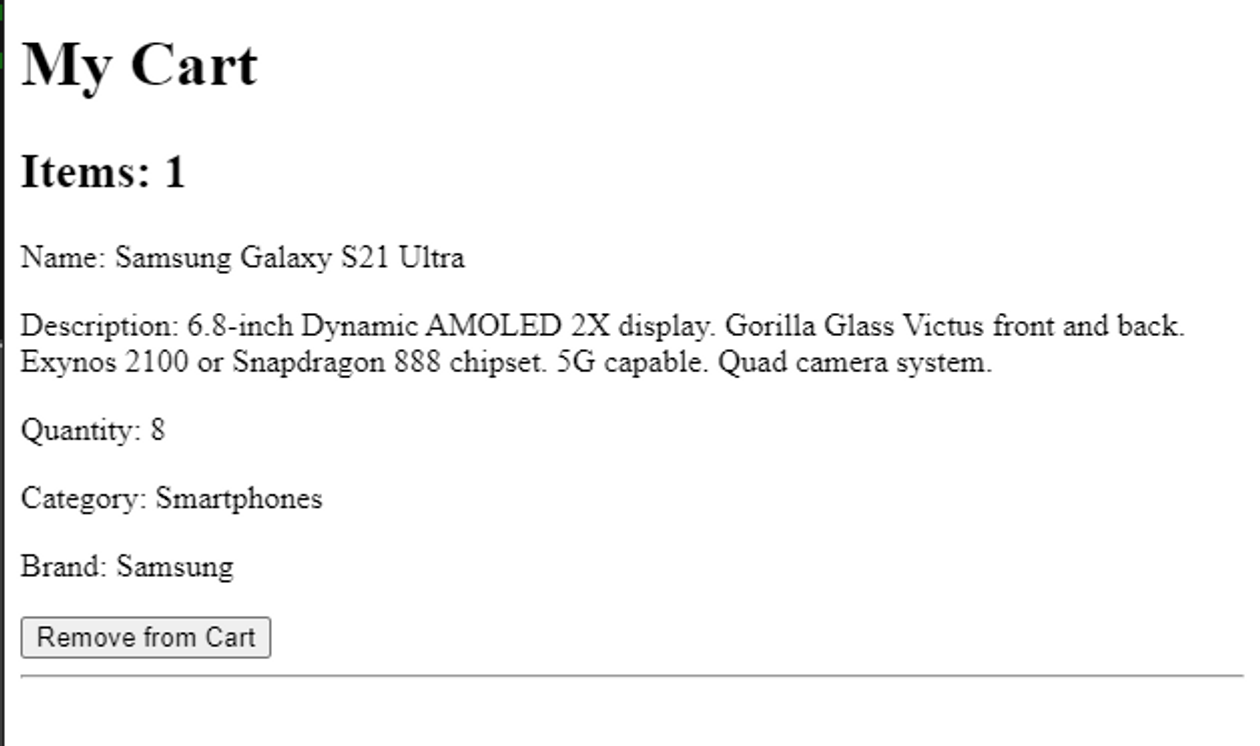 My Cart
Items: 1
Name: Samsung Galaxy S21 Ultra
Description: 6.8-inch Dynamic AMOLED 2X display. Gorilla Glass Victus front and back.
Exynos 2100 or Snapdragon 888 chipset. 5G capable. Quad camera system.
Quantity: 8
Category: Smartphones
Brand: Samsung
Remove from Cart